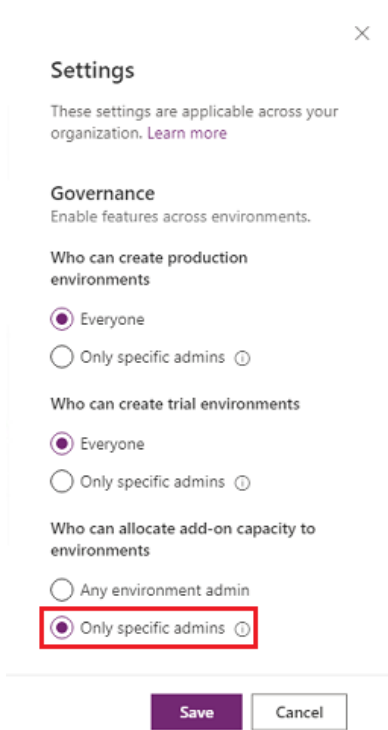 Settings
These settings are applicable across your
organization. Learn more
Governance
Enable features across environments.
Who can create production
environments
Everyone
Only specific admins
Who can create trial environments
Everyone
Only specific admins
Who can allocate add-on capacity to
environments
Any environment admin
Only specific admins
Save
Cancel